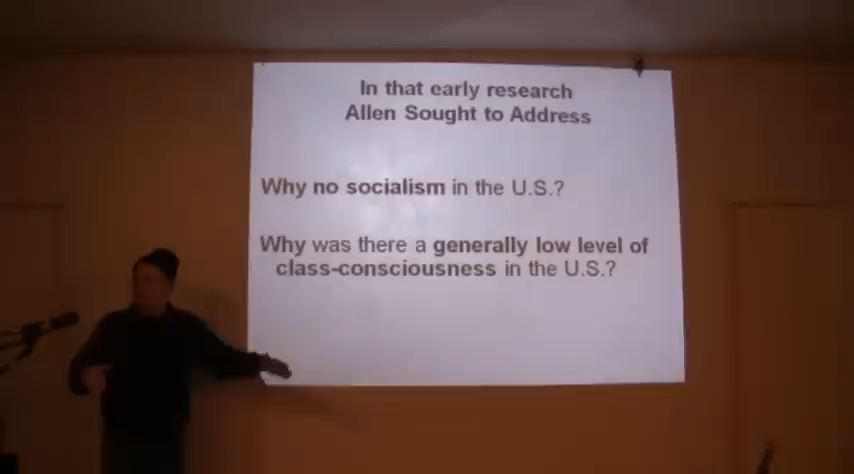 In that early research
Allen Sought to Address
Why no socialism in the U.S.?
Why was there a generally low level of
class-consciousness in the U.S.?